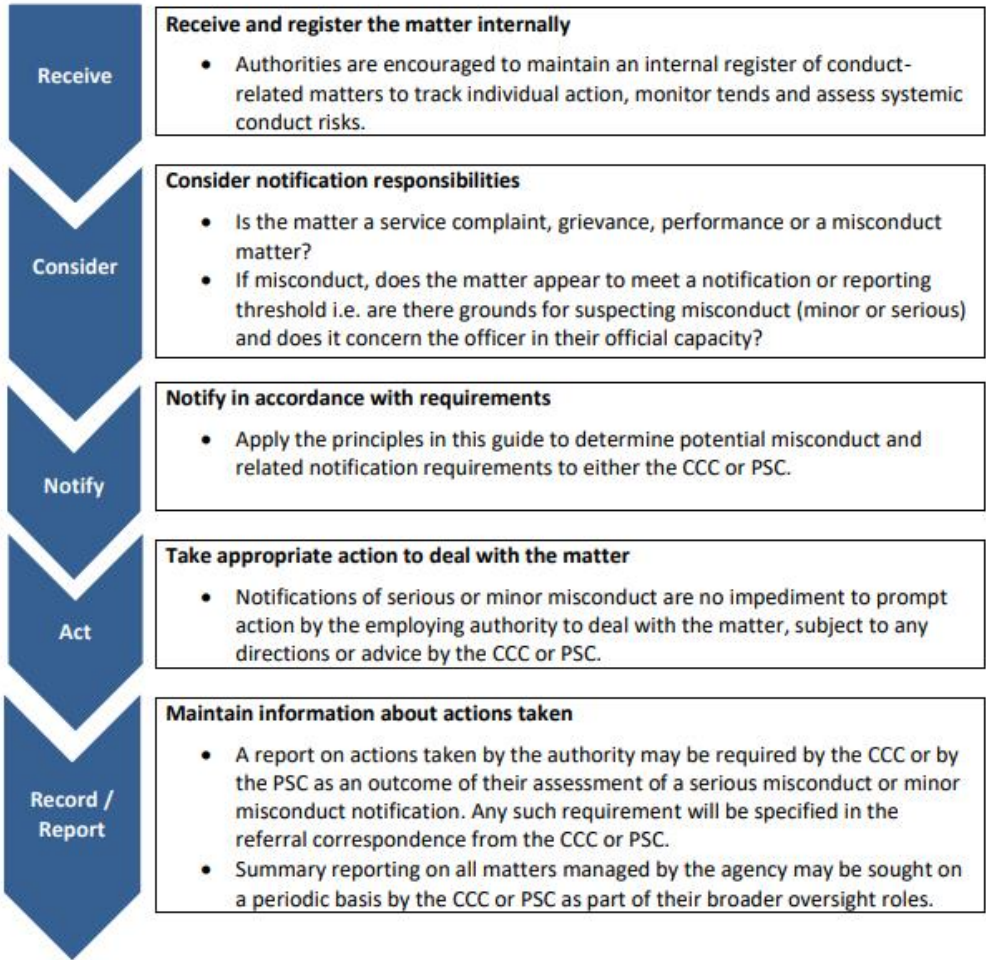 Receive
Receive and register the matter internally
• Authorities are encouraged to maintain an internal register of conduct-
related matters to track individual action, monitor tends and assess systemic
conduct risks.
Consider
Consider notification responsibilities
• Is the matter a service complaint, grievance, performance or a misconduct
matter?
• If misconduct, does the matter appear to meet a notification or reporting
threshold i.e. are there grounds for suspecting misconduct (minor or serious)
and does it concern the officer in their official capacity?
Notify
Notify in accordance with requirements
• Apply the principles in this guide to determine potential misconduct and
related notification requirements to either the CCC or PSC.
Act
Take appropriate action to deal with the matter
• Notifications of serious or minor misconduct are no impediment to prompt
action by the employing authority to deal with the matter, subject to any
directions or advice by the CCC or PSC.
Record /
Report
Maintain information about actions taken
• A report on actions taken by the authority may be required by the CCC or by
the PSC as an outcome of their assessment of a serious misconduct or minor
misconduct notification. Any such requirement will be specified in the
referral correspondence from the CCC or PSC.
• Summary reporting on all matters managed by the agency may be sought on
a periodic basis by the CCC or PSC as part of their broader oversight roles.